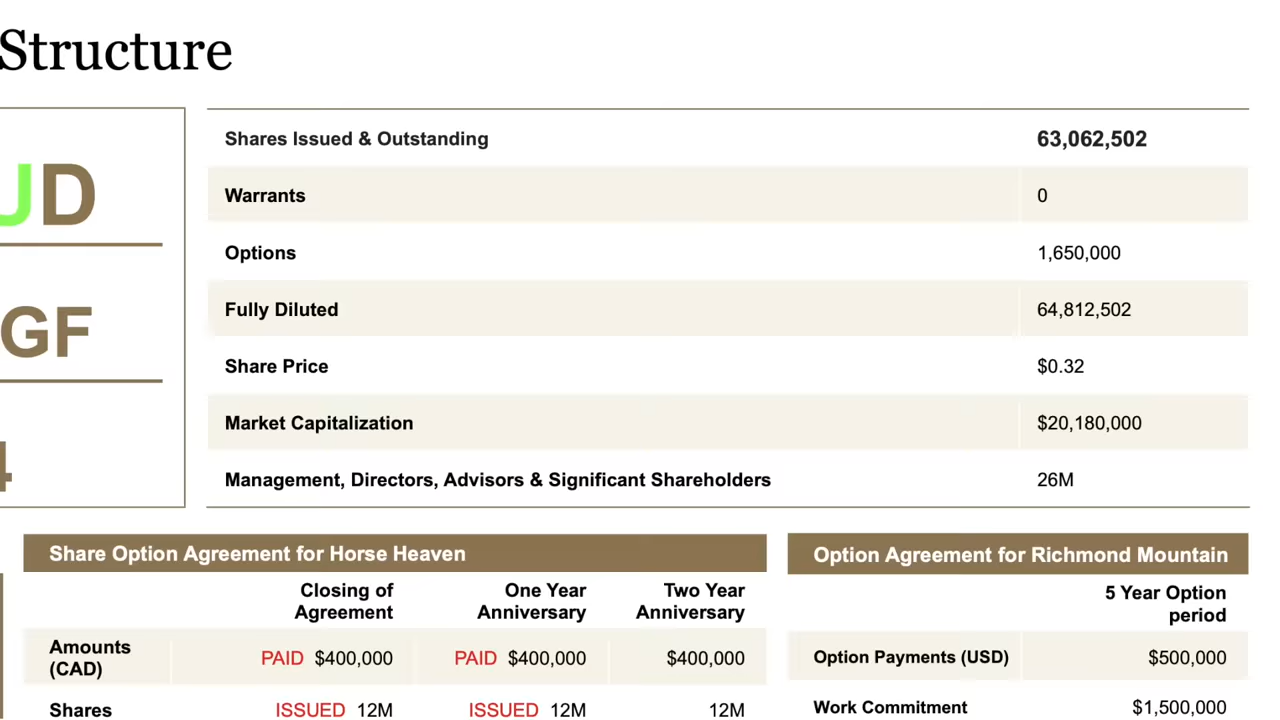 Structure
UD
GF
4
Shares Issued & Outstanding 63,062,502
Warrants 0
Options 1,650,000
Fully Diluted 64,812,502
Share Price $0.32
Market Capitalization $20,180,000
Management, Directors, Advisors & Significant Shareholders 26M
Share Option Agreement for Horse Heaven
Closing of Agreement One Year Anniversary Two Year Anniversary
Amounts (CAD) PAID $400,000 PAID $400,000 $400,000
Shares ISSUED 12M ISSUED 12M 12M
Option Agreement for Richmond Mountain
5 Year Option period
Option Payments (USD) $500,000
Work Commitment $1,500,000